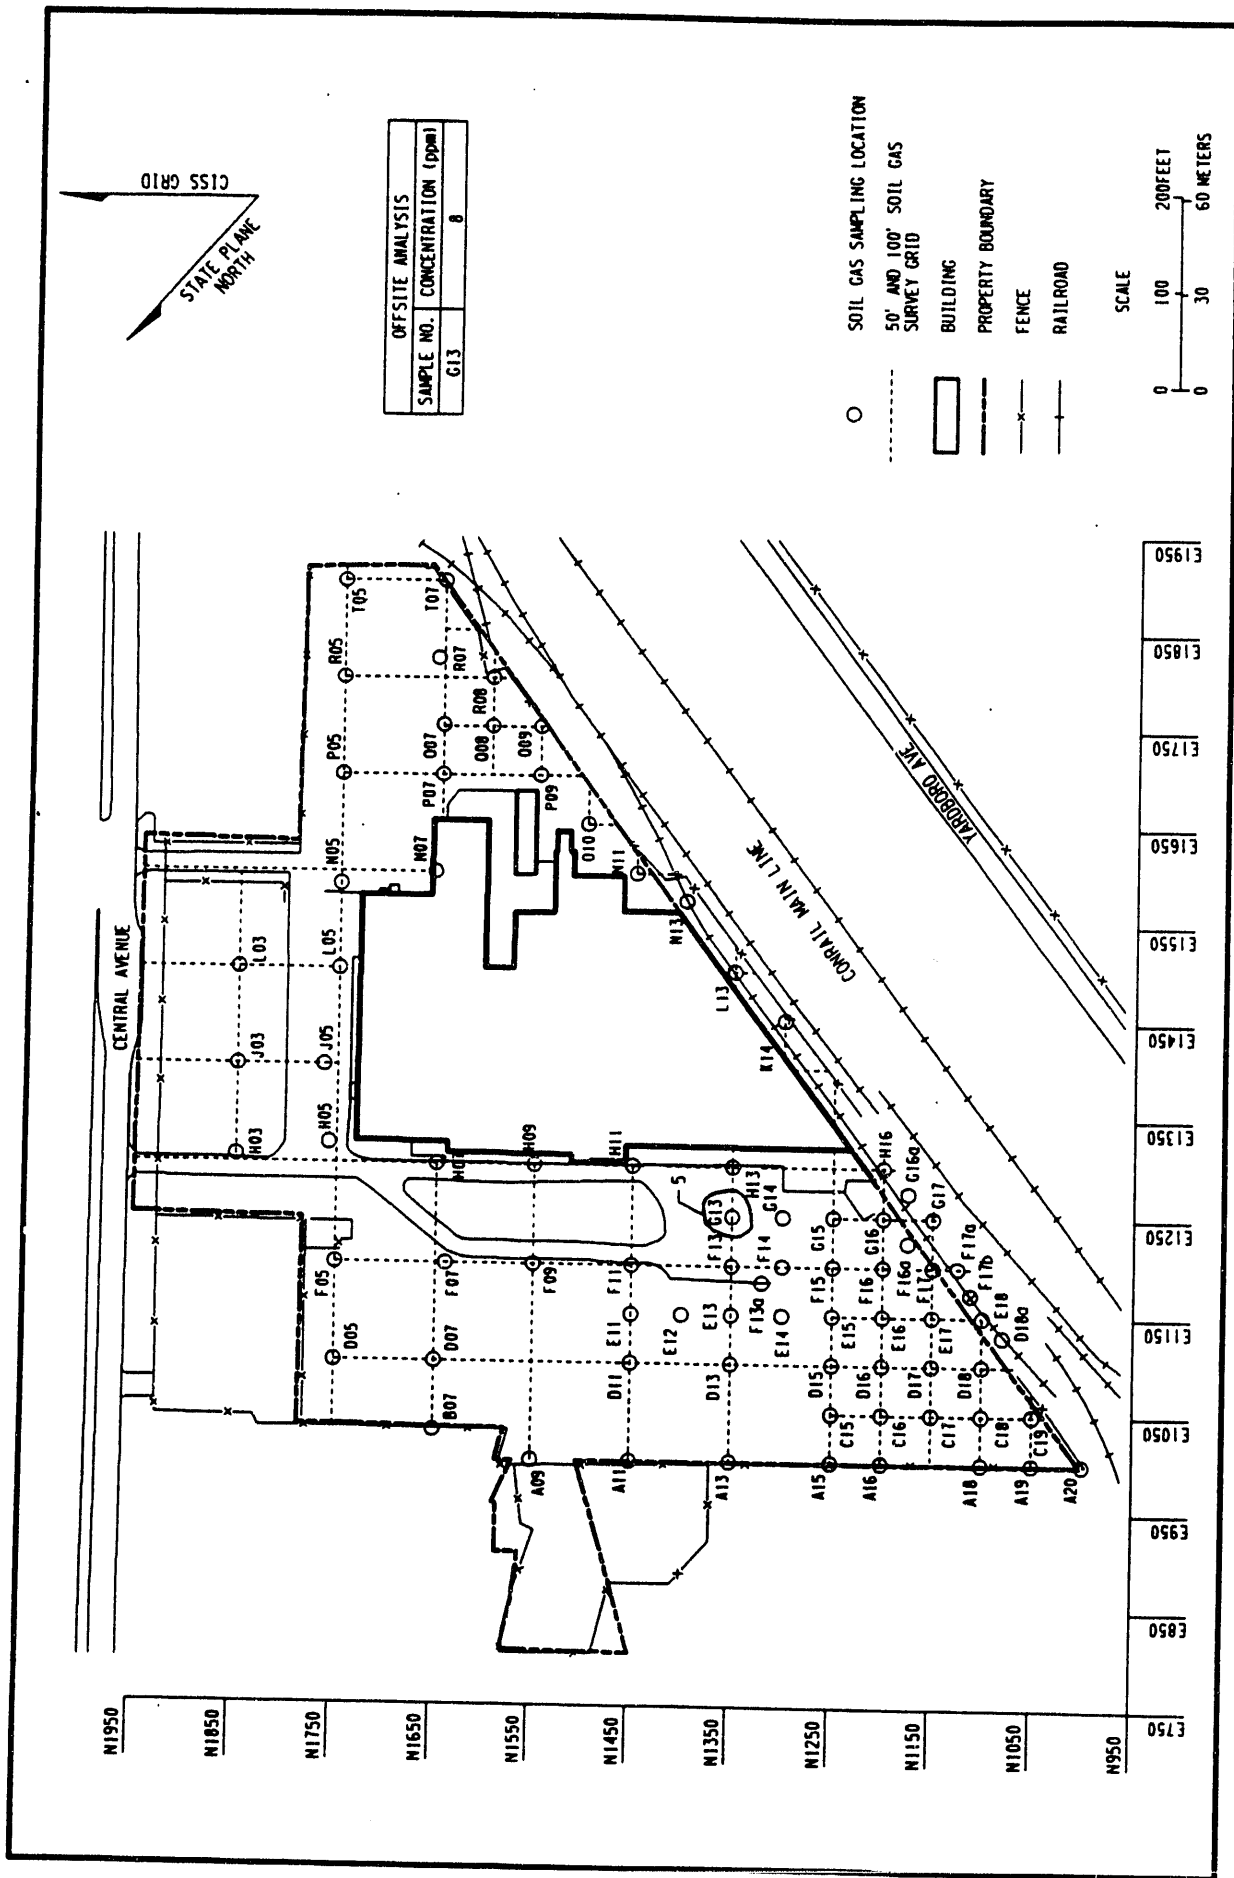 CISS GRID
STATE PLANE
NORTH
OFFSITE ANALYSIS
SAMPLE NO.
CONCENTRATION (ppm)
G13
8
SOIL GAS SAMPLING LOCATION
50' AND 100' SOIL GAS
SURVEY GRID
BUILDING
PROPERTY BOUNDARY
FENCE
RAILROAD
SCALE
0
100
200FEET
0
30
60 METERS
CENTRAL AVENUE
CONRAIL MAIN LINE
YARDBORO AVE
H03
J03
L03
D05
F05
H05
J05
L05
N05
P05
R05
T05
B07
D07
F07
N07
P07
O07
R07
T07
O08
R08
A09
F09
H09
P09
O09
O10
A11
D11
E11
F11
H11
N11
E12
A13
D13
E13
F13
F13a
G13
5
H13
L13
N13
E14
F14
G14
K14
A15
C15
D15
E15
F15
G15
A16
C16
D16
E16
F16
F16a
G16
G16a
H16
C17
D17
E17
F17
F17a
F17b
G17
A18
C18
D18
D18a
E18
A19
C19
A20
N1950
N1850
N1750
N1650
N1550
N1450
N1350
N1250
N1150
N1050
N950
E750
E850
E950
E1050
E1150
E1250
E1350
E1450
E1550
E1650
E1750
E1850
E1950